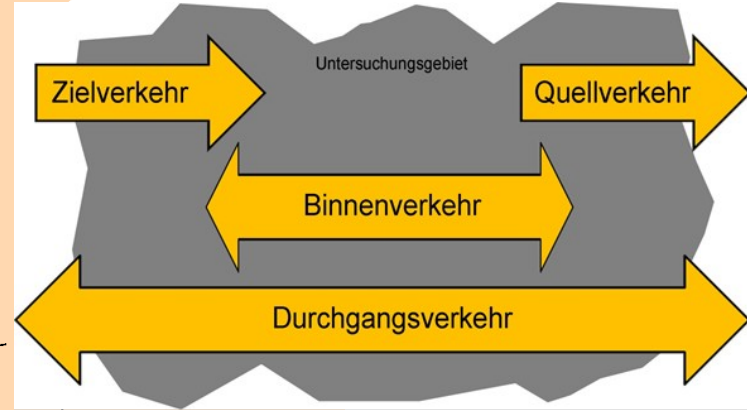 Untersuchungsgebiet
Zielverkehr
Quellverkehr
Binnenverkehr
Durchgangsverkehr